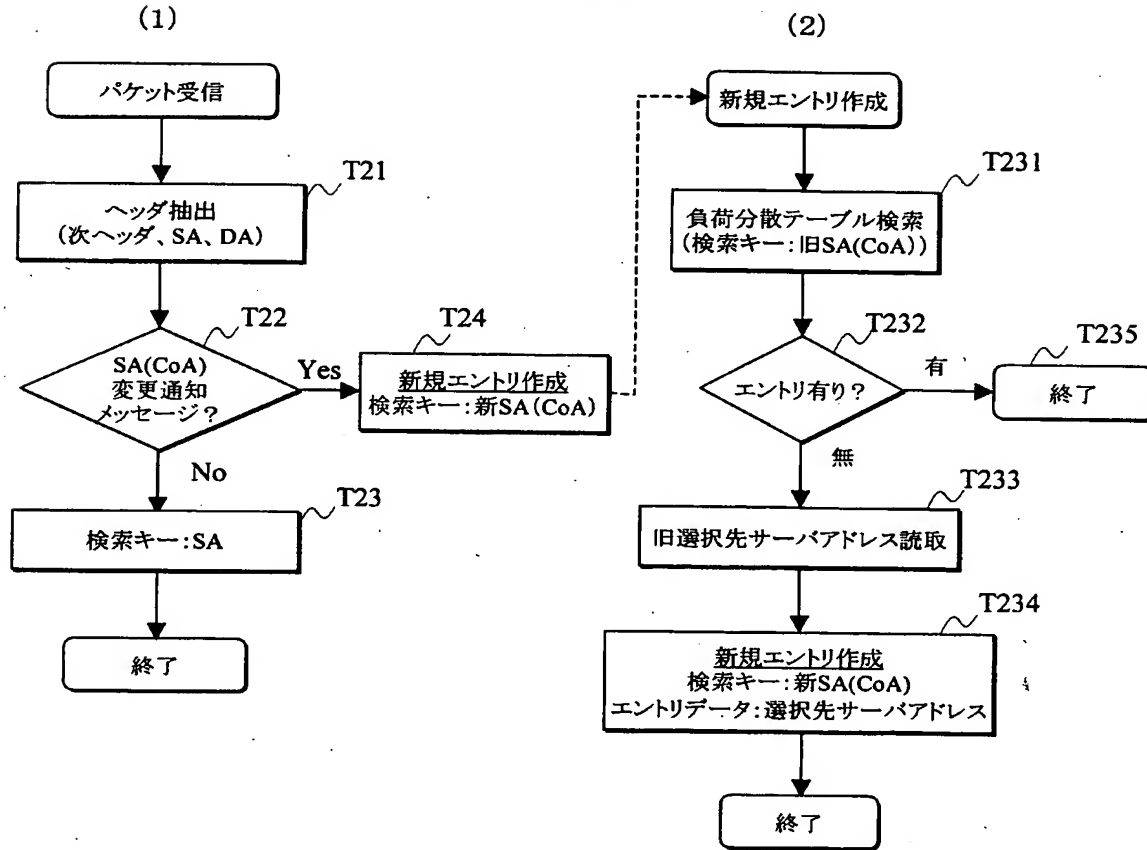 (1)
パケット受信
T21
ヘッダ抽出
(次ヘッダ、SA、DA)
T22
SA(CoA)
変更通知
メッセージ？
Yes
T24
新規エントリ作成
検索キー：新SA(CoA)
No
T23
検索キー：SA
終了
(2)
新規エントリ作成
T231
負荷分散テーブル検索
(検索キー：旧SA(CoA))
T232
エントリ有り？
有
T235
終了
無
T233
旧選択先サーバアドレス読取
T234
新規エントリ作成
検索キー：新SA(CoA)
エントリデータ：選択先サーバアドレス
終了